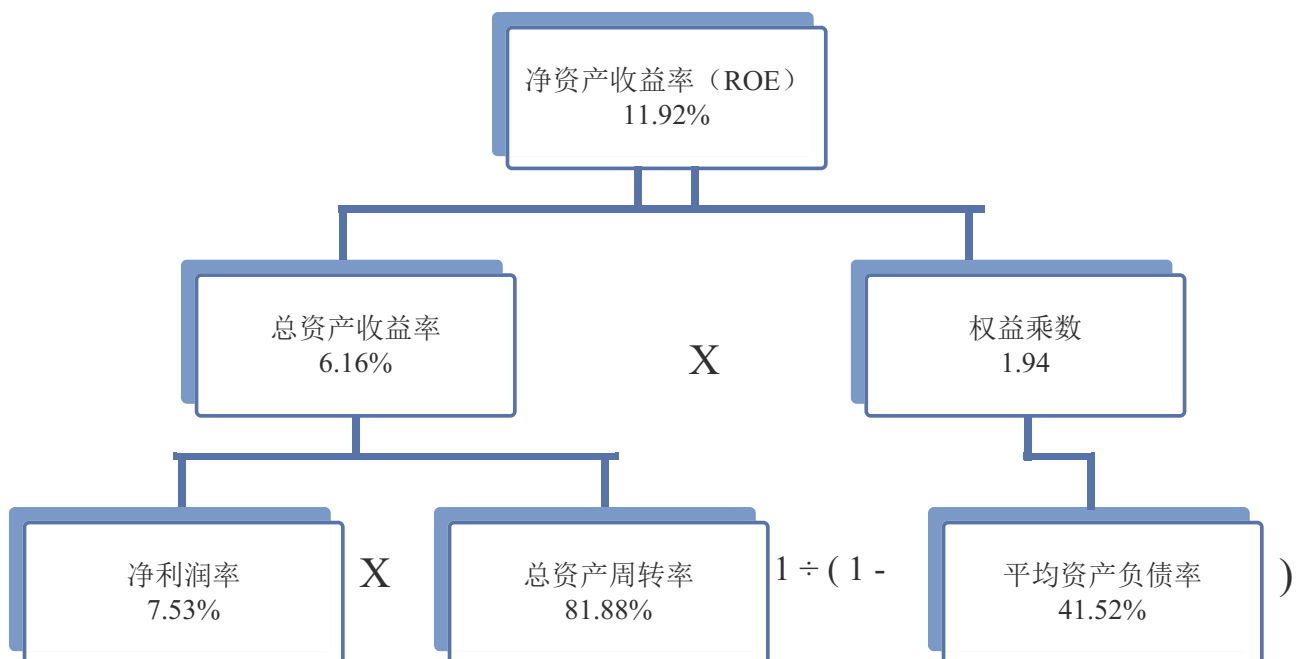 净资产收益率（ROE）
11.92%
总资产收益率
6.16%
X
权益乘数
1.94
净利润率
7.53%
X
总资产周转率
81.88%
1 ÷ ( 1 -
平均资产负债率
41.52%
)